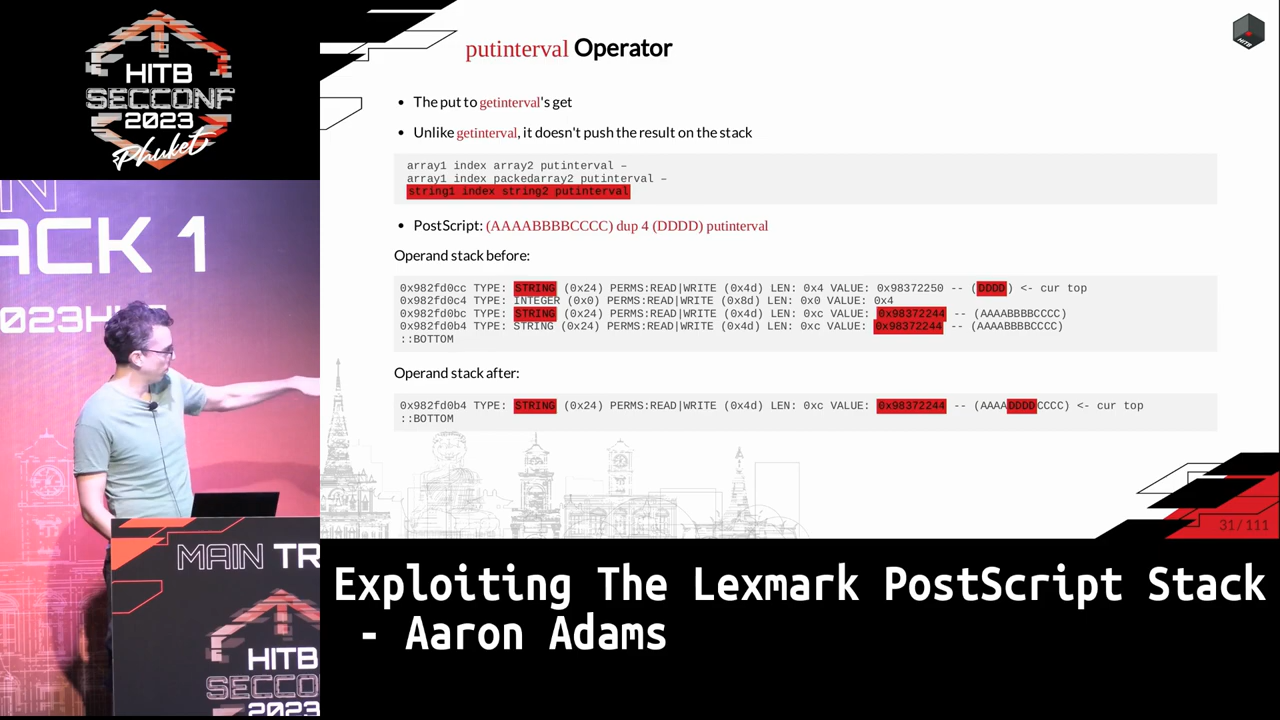 HITB
SECCONF
2023
Phuket
ACK 1
MAIN TR
HITB
SECCO
2023
putinterval Operator
HITB
• The put to getinterval's get
• Unlike getinterval, it doesn't push the result on the stack
array1 index array2 putinterval –
array1 index packedarray2 putinterval –
string1 index string2 putinterval
• PostScript: (AAAABBBBCCCC) dup 4 (DDDD) putinterval
Operand stack before:
0x982fd0cc TYPE: STRING (0x24) PERMS:READ|WRITE (0x4d) LEN: 0x4 VALUE: 0x98372250 -- (DDDD) <- cur top
0x982fd0c4 TYPE: INTEGER (0x0) PERMS:READ|WRITE (0x8d) LEN: 0x0 VALUE: 0x4
0x982fd0bc TYPE: STRING (0x24) PERMS:READ|WRITE (0x4d) LEN: 0xc VALUE: 0x98372244 -- (AAAABBBBCCCC)
0x982fd0b4 TYPE: STRING (0x24) PERMS:READ|WRITE (0x4d) LEN: 0xc VALUE: 0x98372244 -- (AAAABBBBCCCC)
::BOTTOM
Operand stack after:
0x982fd0b4 TYPE: STRING (0x24) PERMS:READ|WRITE (0x4d) LEN: 0xc VALUE: 0x98372244 -- (AAAADDDDCCCC) <- cur top
::BOTTOM
31 / 111
Exploiting The Lexmark PostScript Stack
- Aaron Adams